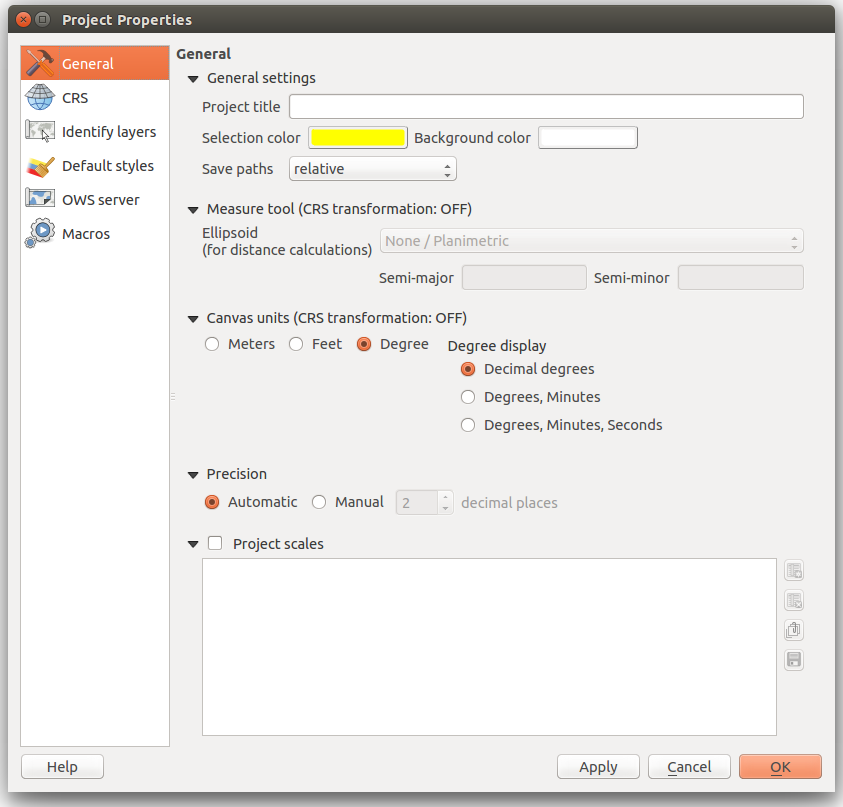 Project Properties
General
CRS
Identify layers
Default styles
OWS server
Macros
General
General settings
Project title
Selection color Background color
Save paths relative
Measure tool (CRS transformation: OFF)
Ellipsoid
(for distance calculations) None / Planimetric
Semi-major Semi-minor
Canvas units (CRS transformation: OFF)
Meters Feet Degree Degree display
Decimal degrees
Degrees, Minutes
Degrees, Minutes, Seconds
Precision
Automatic Manual 2 decimal places
Project scales
Help Apply Cancel OK